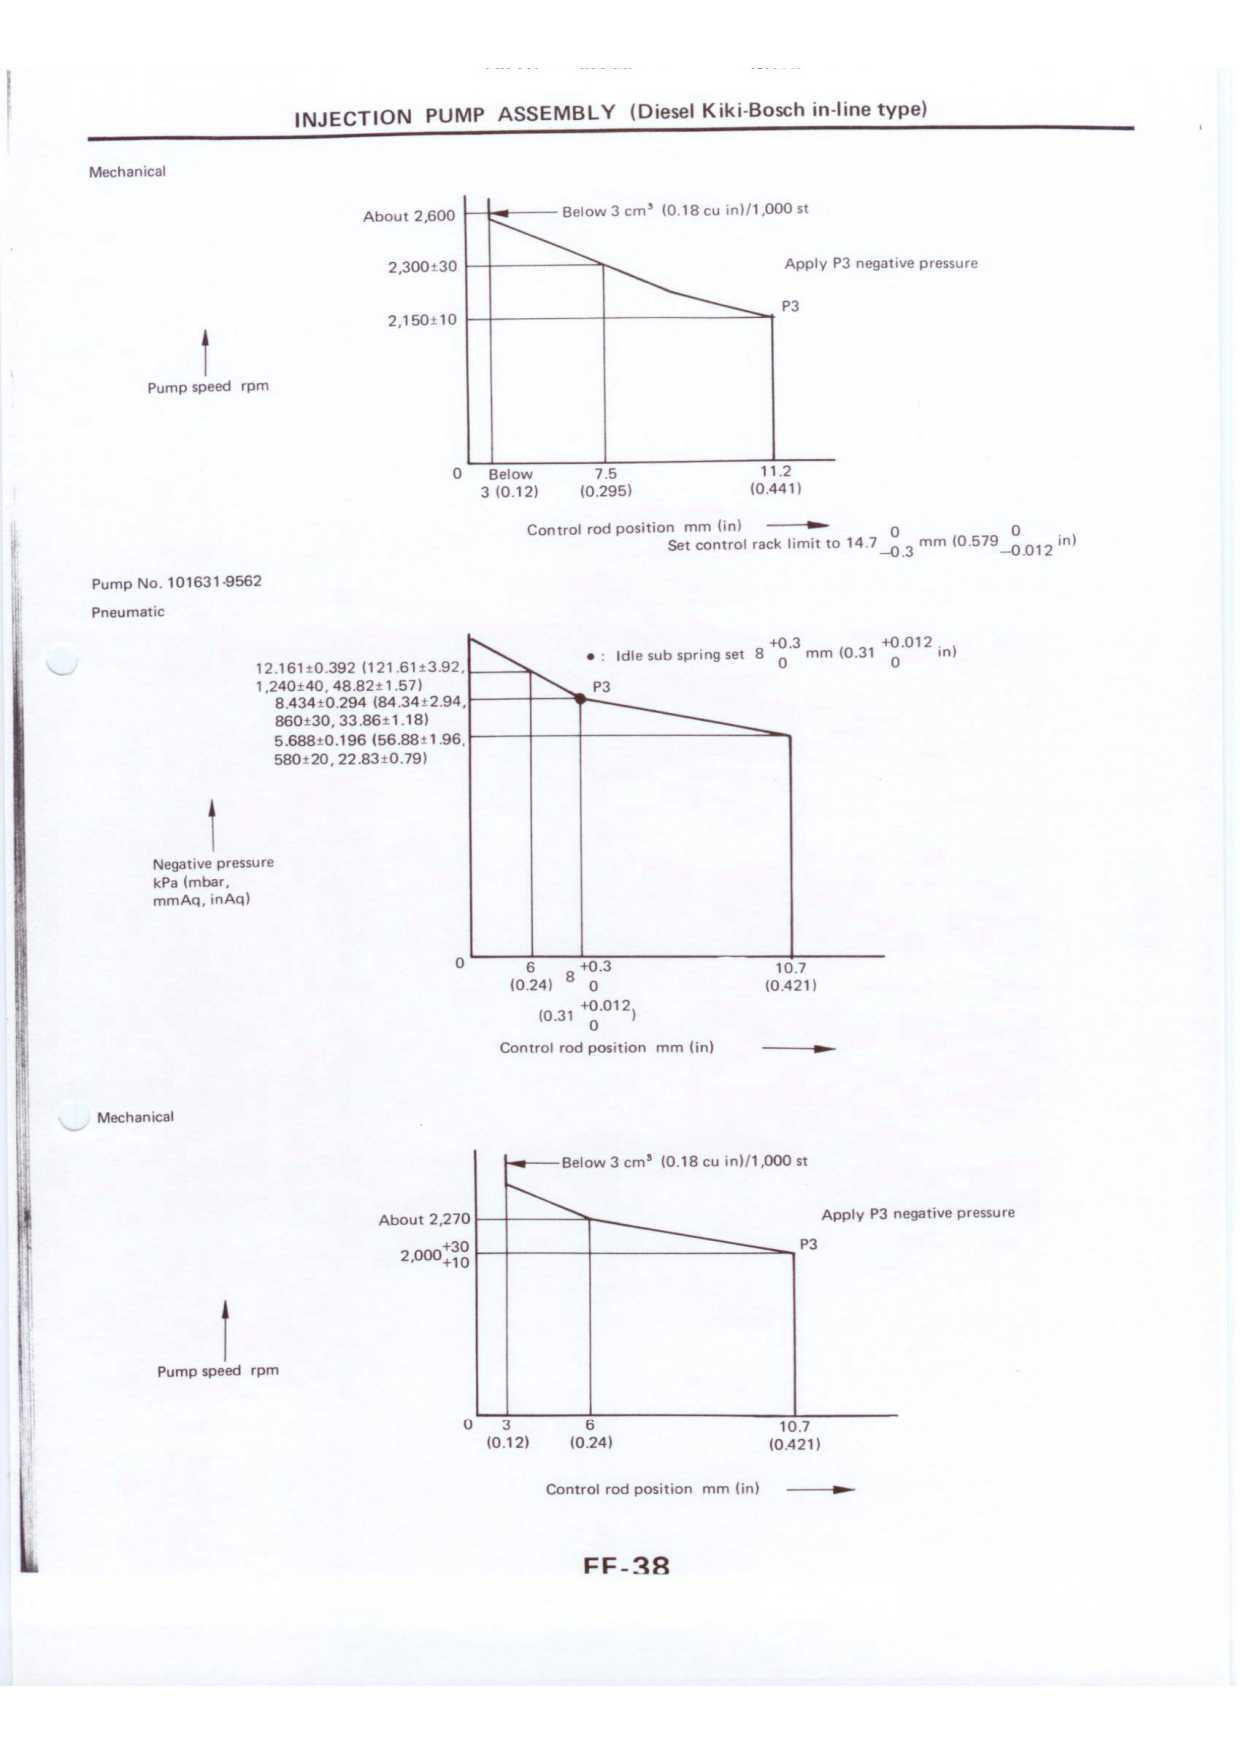 INJECTION PUMP ASSEMBLY (Diesel Kiki-Bosch in-line type)
Mechanical
About 2,600
Below 3 cm³ (0.18 cu in)/1,000 st
2,300±30
Apply P3 negative pressure
P3
2,150±10
Pump speed rpm
0
Below 3 (0.12)
7.5 (0.295)
11.2 (0.441)
Control rod position mm (in)
Set control rack limit to 14.7 0 –0.3 mm (0.579 0 –0.012 in)
Pump No. 101631-9562
Pneumatic
● : Idle sub spring set 8 +0.3 0 mm (0.31 +0.012 0 in)
12.161±0.392 (121.61±3.92,
1,240±40, 48.82±1.57)
P3
8.434±0.294 (84.34±2.94,
860±30, 33.86±1.18)
5.688±0.196 (56.88±1.96,
580±20, 22.83±0.79)
Negative pressure
kPa (mbar,
mmAq, inAq)
0
6 (0.24)
8 +0.3 0
(0.31 +0.012 0)
10.7 (0.421)
Control rod position mm (in)
Mechanical
Below 3 cm³ (0.18 cu in)/1,000 st
About 2,270
Apply P3 negative pressure
P3
2,000 +30 +10
Pump speed rpm
0
3 (0.12)
6 (0.24)
10.7 (0.421)
Control rod position mm (in)